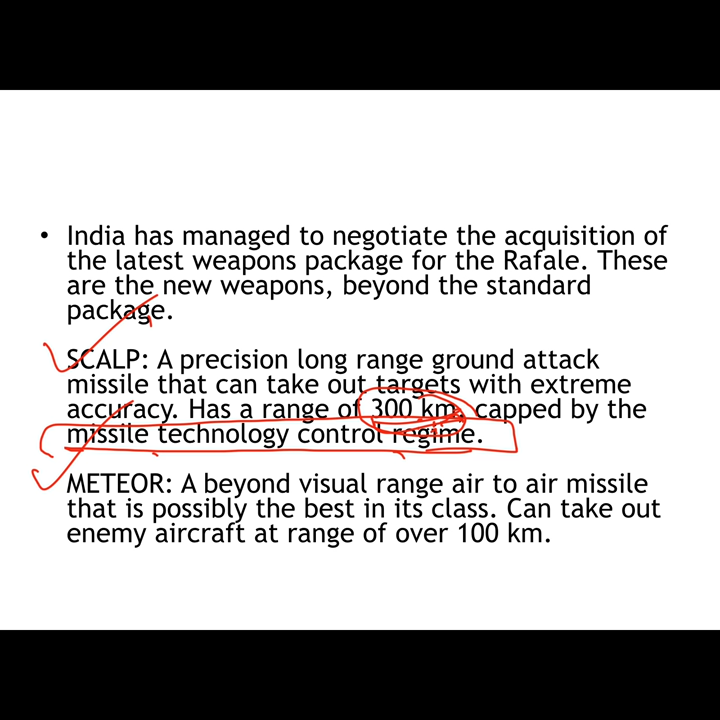 • India has managed to negotiate the acquisition of
the latest weapons package for the Rafale. These
are the new weapons, beyond the standard
package.
SCALP: A precision long range ground attack
missile that can take out targets with extreme
accuracy. Has a range of 300 km, capped by the
missile technology control regime.
METEOR: A beyond visual range air to air missile
that is possibly the best in its class. Can take out
enemy aircraft at range of over 100 km.